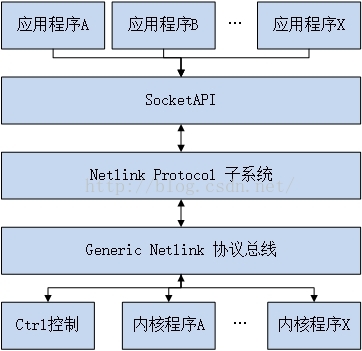 应用程序A 应用程序B … 应用程序X
SocketAPI
Netlink Protocol 子系统
http://blog.csdn.net/
Generic Netlink 协议总线
Ctrl控制 内核程序A … 内核程序X